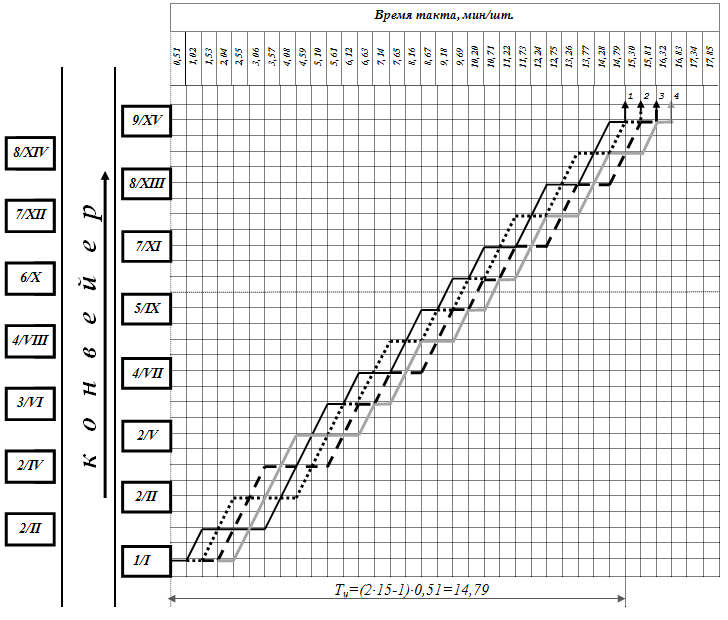 Время такта, мин/шт.
0,51 1,02 1,53 2,04 2,55 3,06 3,57 4,08 4,59 5,10 5,61 6,12 6,63 7,14 7,65 8,16 8,67 9,18 9,69 10,20 10,71 11,22 11,73 12,24 12,75 13,26 13,77 14,28 14,79 15,30 15,81 16,32 16,83 17,34 17,85
1 2 3 4
9/XV
8/XIV
8/XIII
7/XII
7/XI
6/X
5/IX
4/VIII
4/VII
3/VI
2/V
2/IV
2/II
2/II
1/I
конвейер
Tц=(2·15-1)·0,51=14,79